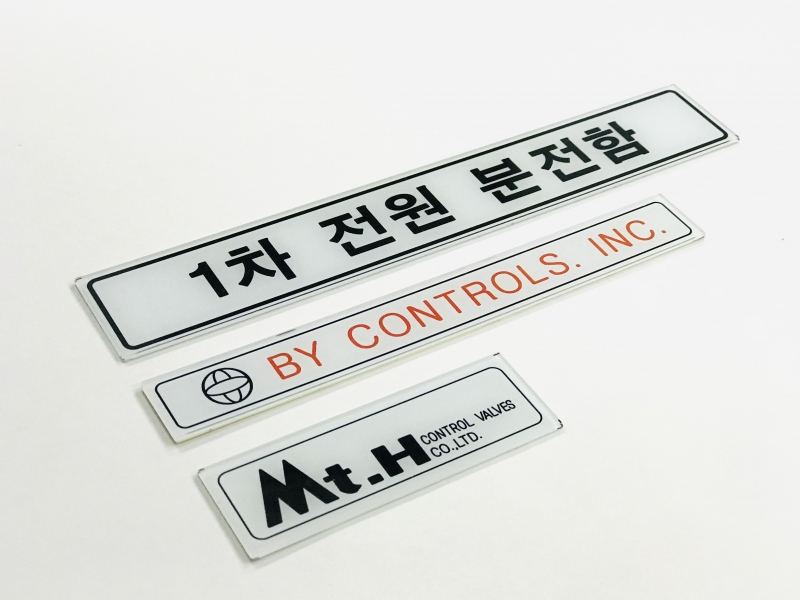 1차 전원 분전함
BY CONTROLS. INC.
Mt.H CONTROL VALVES
CO.,LTD.